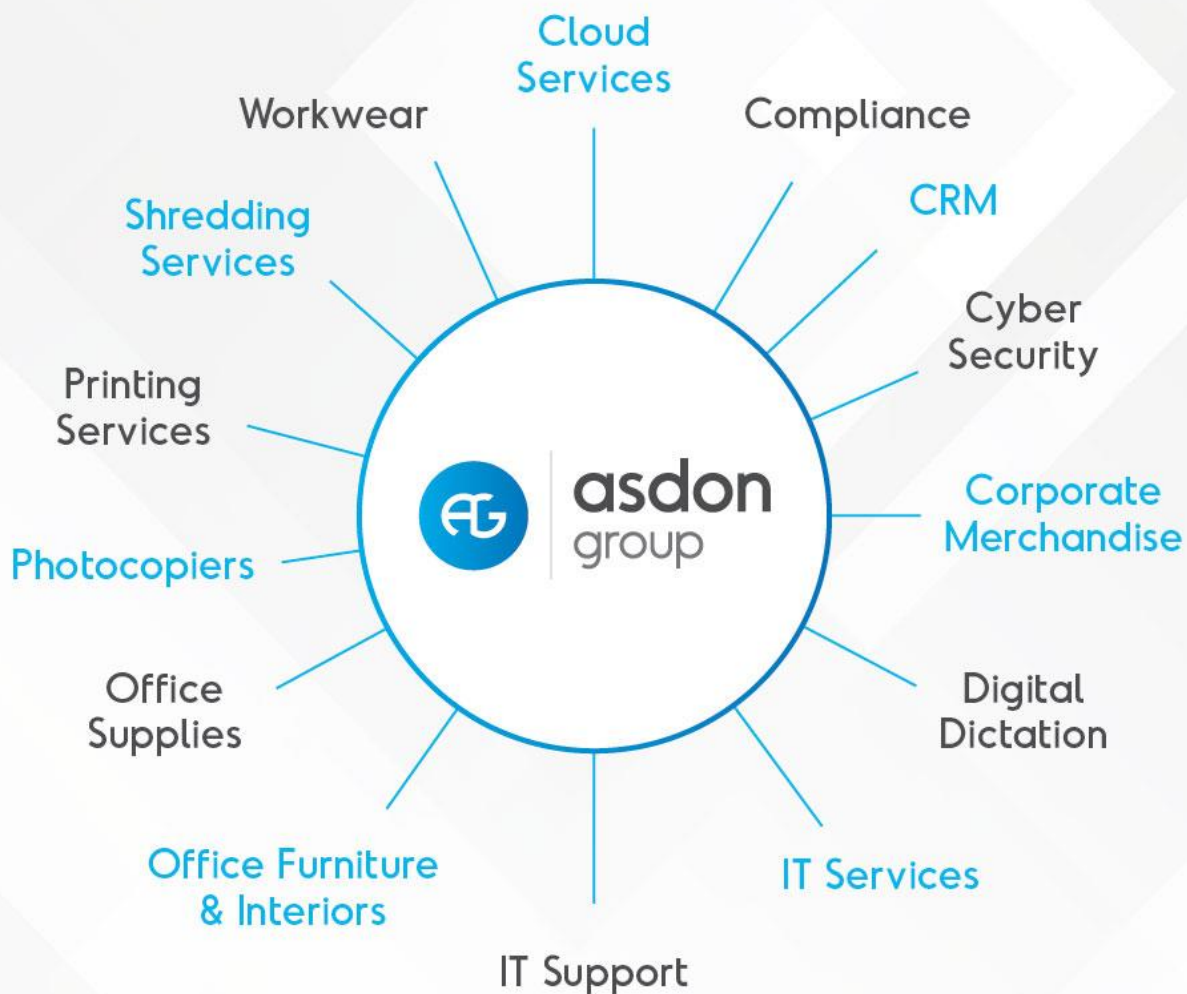 Cloud
Services
Compliance
CRM
Cyber
Security
Corporate
Merchandise
Digital
Dictation
IT Services
IT Support
Office Furniture
& Interiors
Office
Supplies
Photocopiers
Printing
Services
Shredding
Services
Workwear
AG
asdon
group